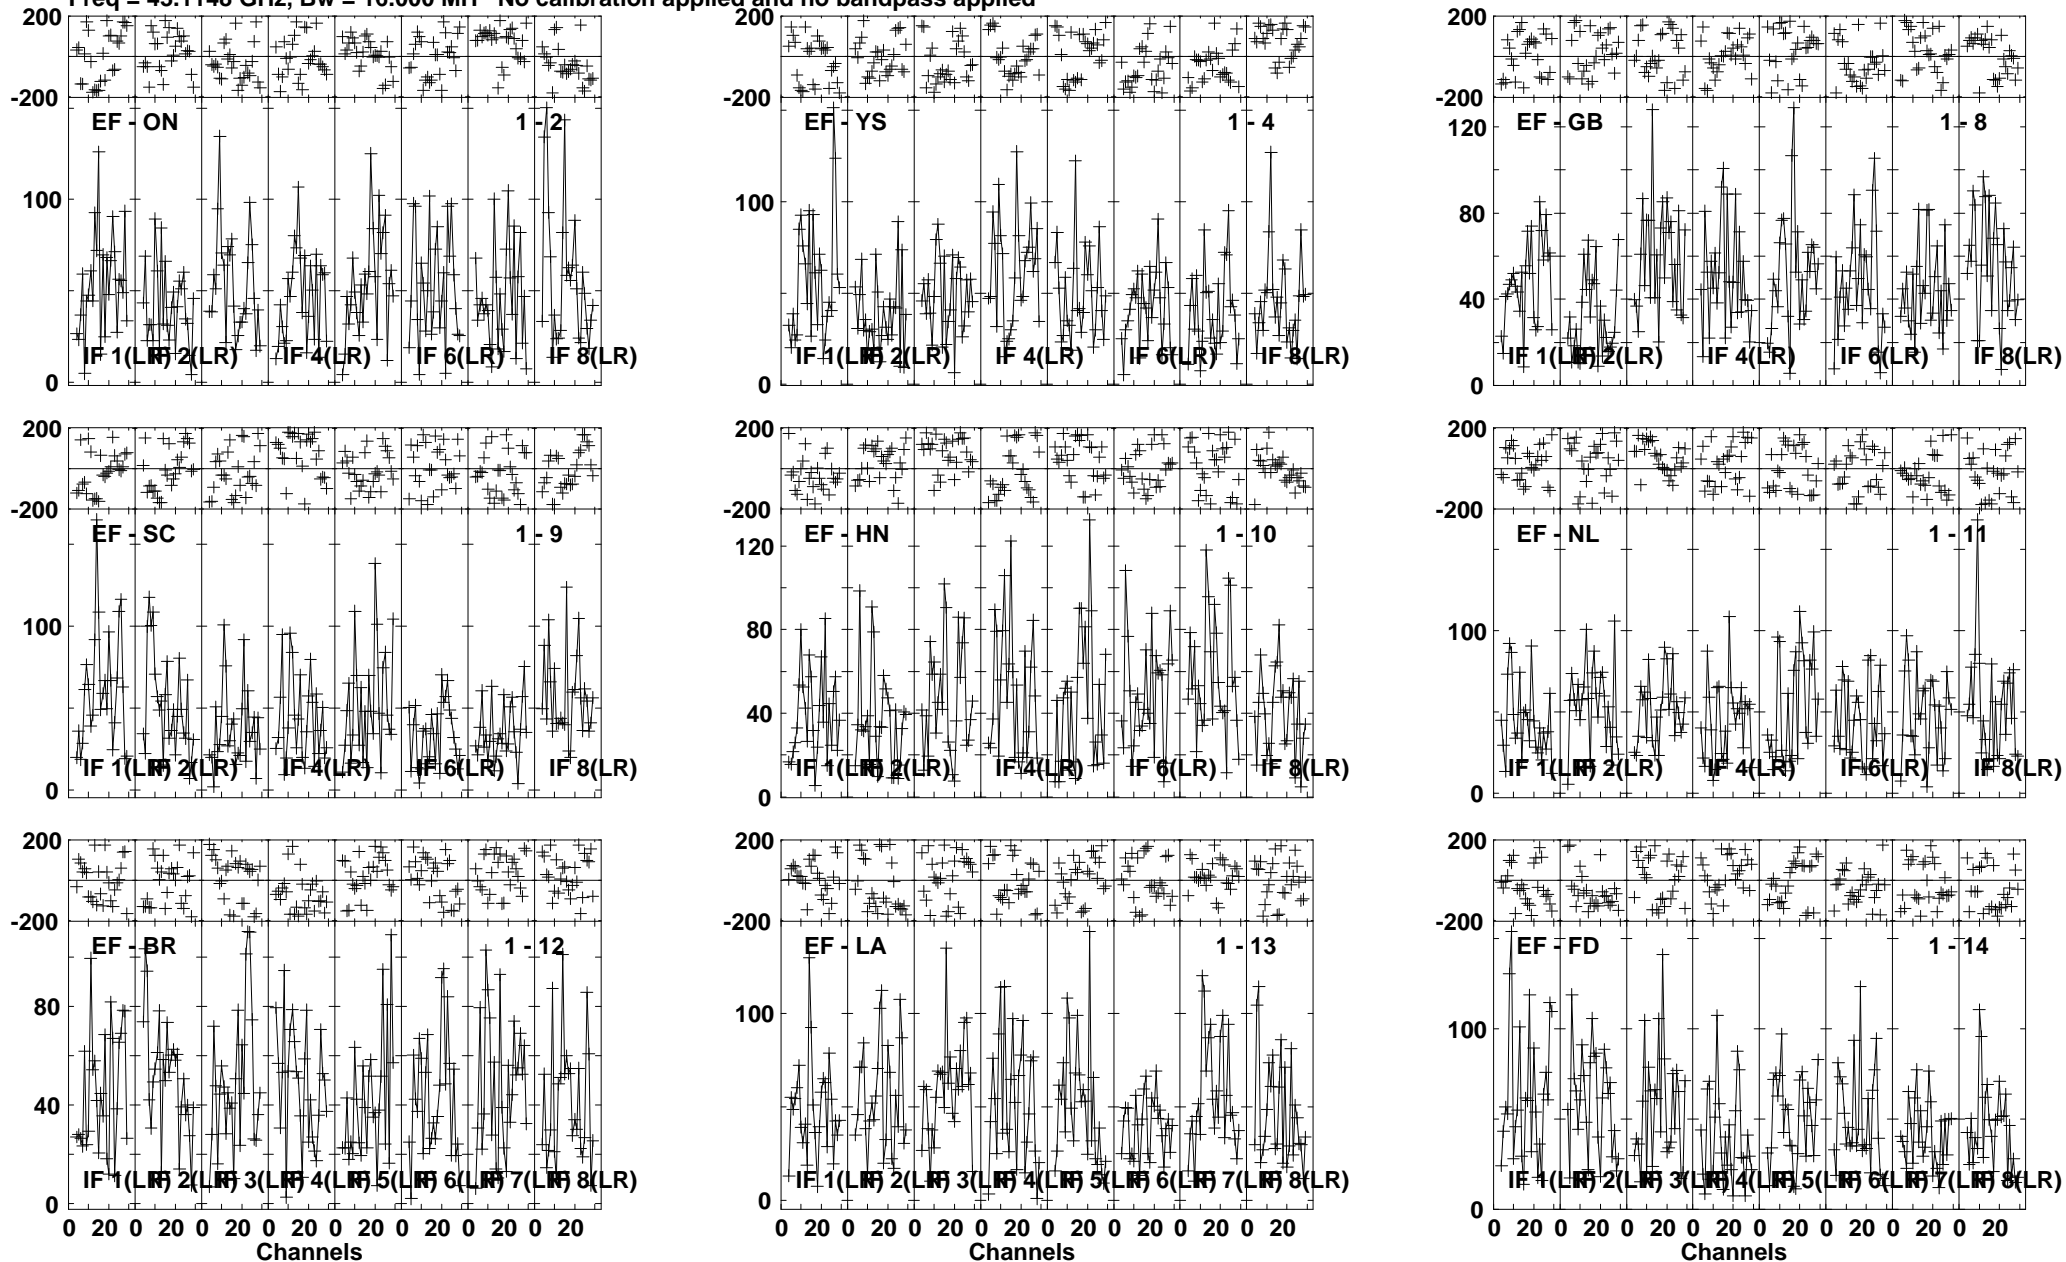 No calibration applied and no bandpass applied
200
-200
EF - ON
1 - 2
100
0
IF 1(LR) IF 2(LR) IF 4(LR) IF 6(LR) IF 8(LR)
200
-200
EF - YS
1 - 4
100
0
IF 1(LR) IF 2(LR) IF 4(LR) IF 6(LR) IF 8(LR)
200
-200
EF - GB
1 - 8
120
80
40
0
IF 1(LR) IF 2(LR) IF 4(LR) IF 6(LR) IF 8(LR)
200
-200
EF - SC
1 - 9
100
0
IF 1(LR) IF 2(LR) IF 4(LR) IF 6(LR) IF 8(LR)
200
-200
EF - HN
1 - 10
120
80
40
0
IF 1(LR) IF 2(LR) IF 4(LR) IF 6(LR) IF 8(LR)
200
-200
EF - NL
1 - 11
100
0
IF 1(LR) IF 2(LR) IF 4(LR) IF 6(LR) IF 8(LR)
200
-200
EF - BR
1 - 12
80
40
0
IF 1(LR) IF 2(LR) IF 3(LR) IF 4(LR) IF 5(LR) IF 6(LR) IF 7(LR) IF 8(LR)
0 20 0 20 0 20 0 20 0 20 0 20 0 20 0 20
Channels
200
-200
EF - LA
1 - 13
100
0
IF 1(LR) IF 2(LR) IF 3(LR) IF 4(LR) IF 5(LR) IF 6(LR) IF 7(LR) IF 8(LR)
0 20 0 20 0 20 0 20 0 20 0 20 0 20 0 20
Channels
200
-200
EF - FD
1 - 14
100
0
IF 1(LR) IF 2(LR) IF 3(LR) IF 4(LR) IF 5(LR) IF 6(LR) IF 7(LR) IF 8(LR)
0 20 0 20 0 20 0 20 0 20 0 20 0 20 0 20
Channels